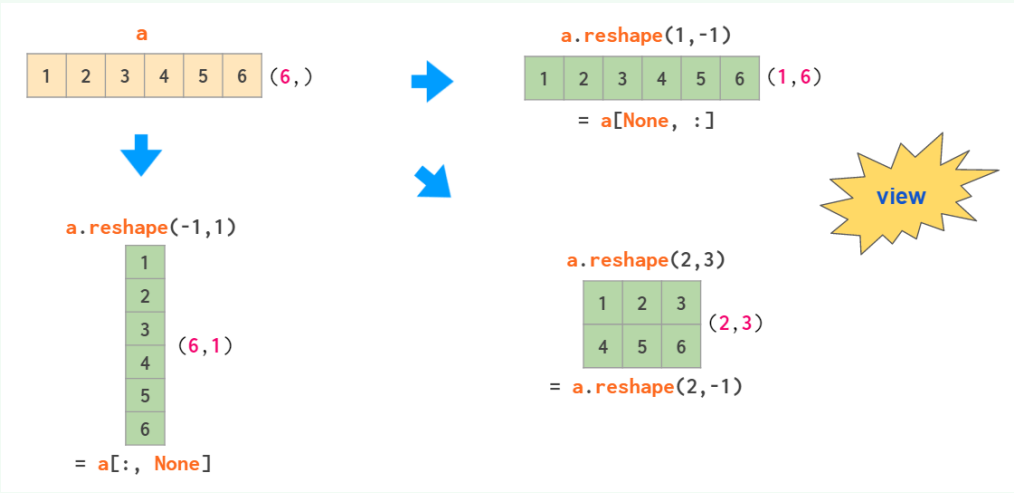 a
1 2 3 4 5 6 (6,)
a.reshape(1,-1)
1 2 3 4 5 6 (1,6)
= a[None, :]
view
a.reshape(-1,1)
1
2
3
4
5
6
(6,1)
= a[:, None]
a.reshape(2,3)
1 2 3
4 5 6
(2,3)
= a.reshape(2,-1)